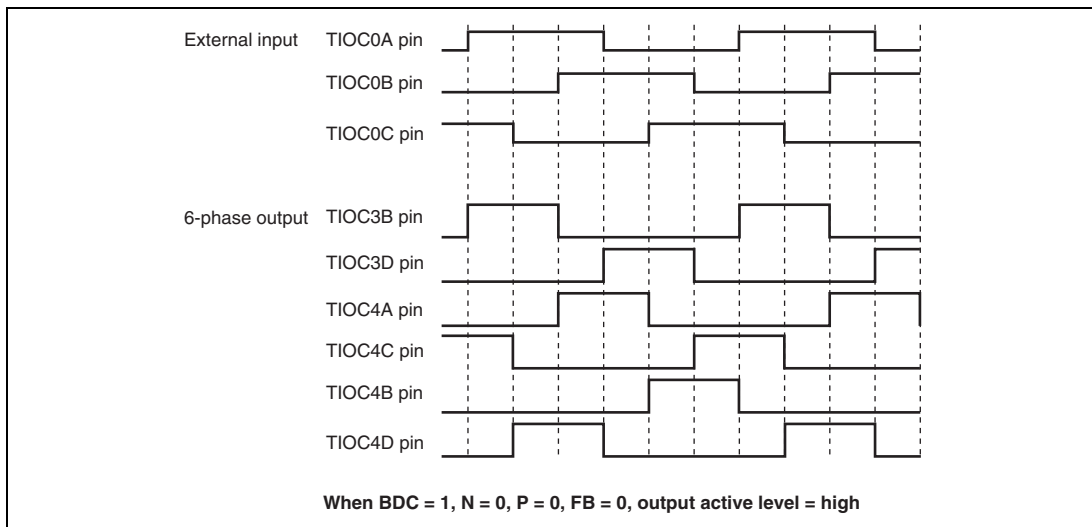 External input TIOC0A pin
TIOC0B pin
TIOC0C pin
6-phase output TIOC3B pin
TIOC3D pin
TIOC4A pin
TIOC4C pin
TIOC4B pin
TIOC4D pin
When BDC = 1, N = 0, P = 0, FB = 0, output active level = high